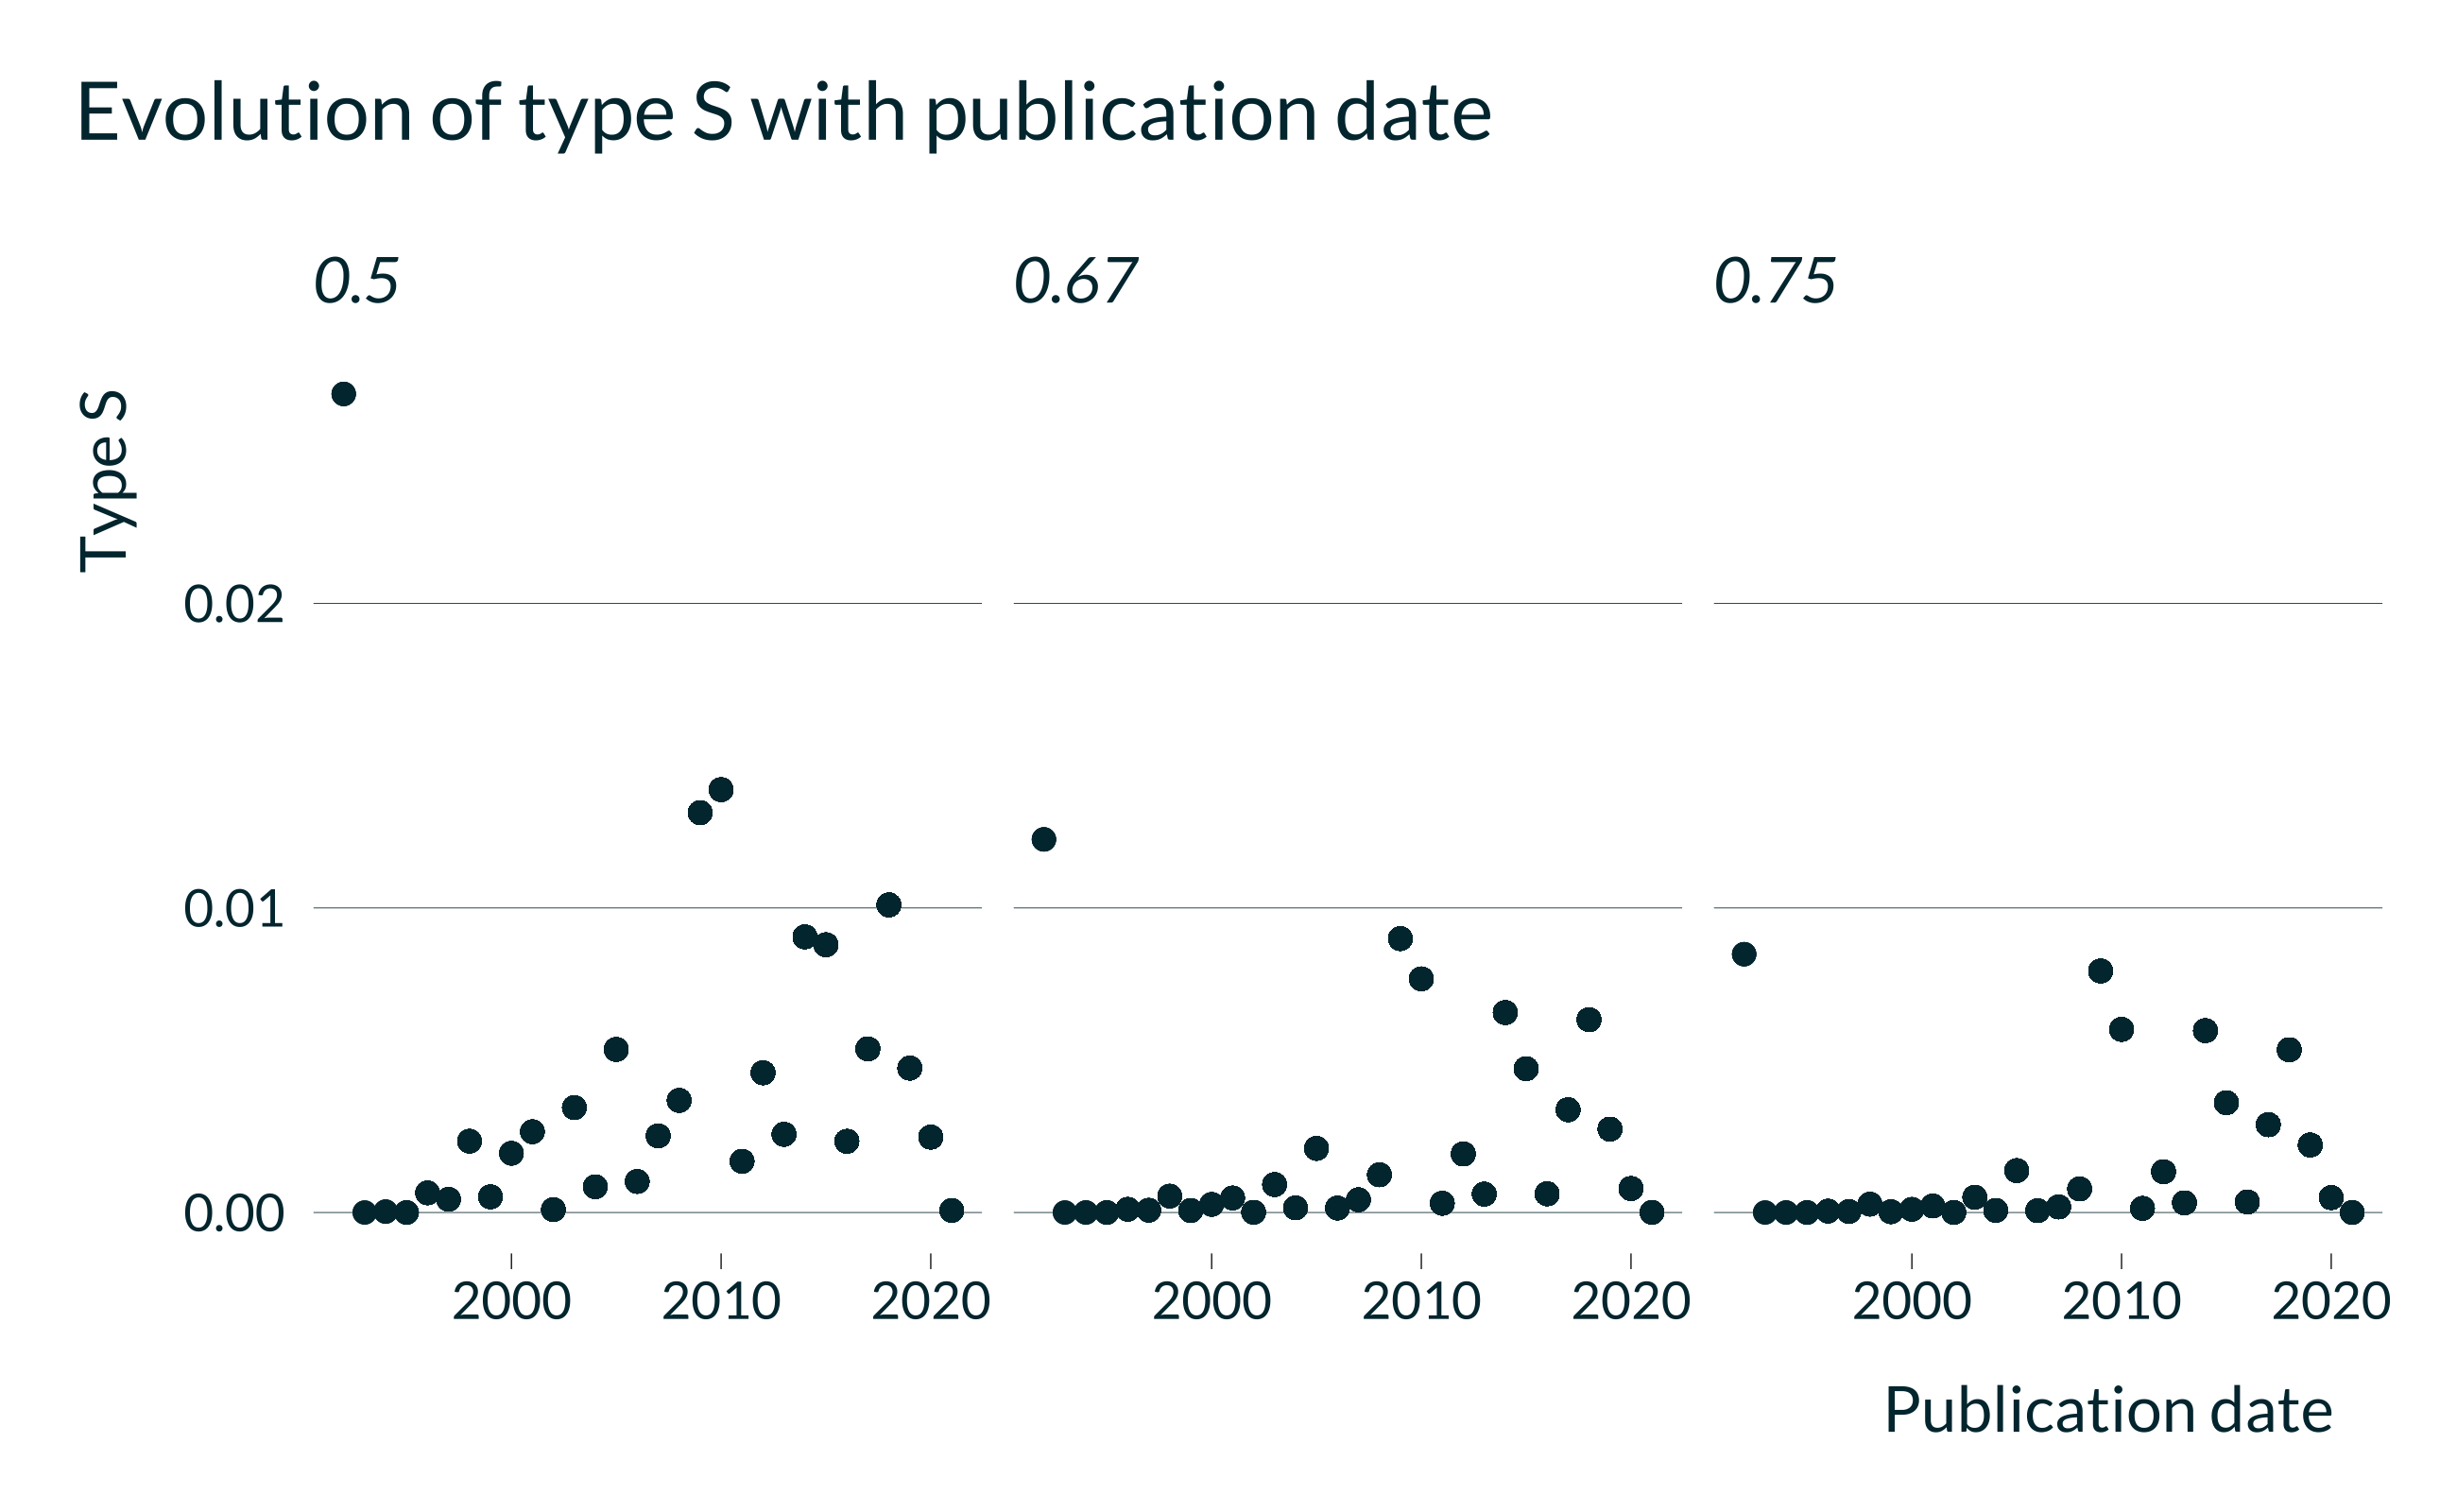 Evolution of type S with publication date
0.5 0.67 0.75
Type S
0.02
0.01
0.00
2000 2010 2020 2000 2010 2020 2000 2010 2020
Publication date